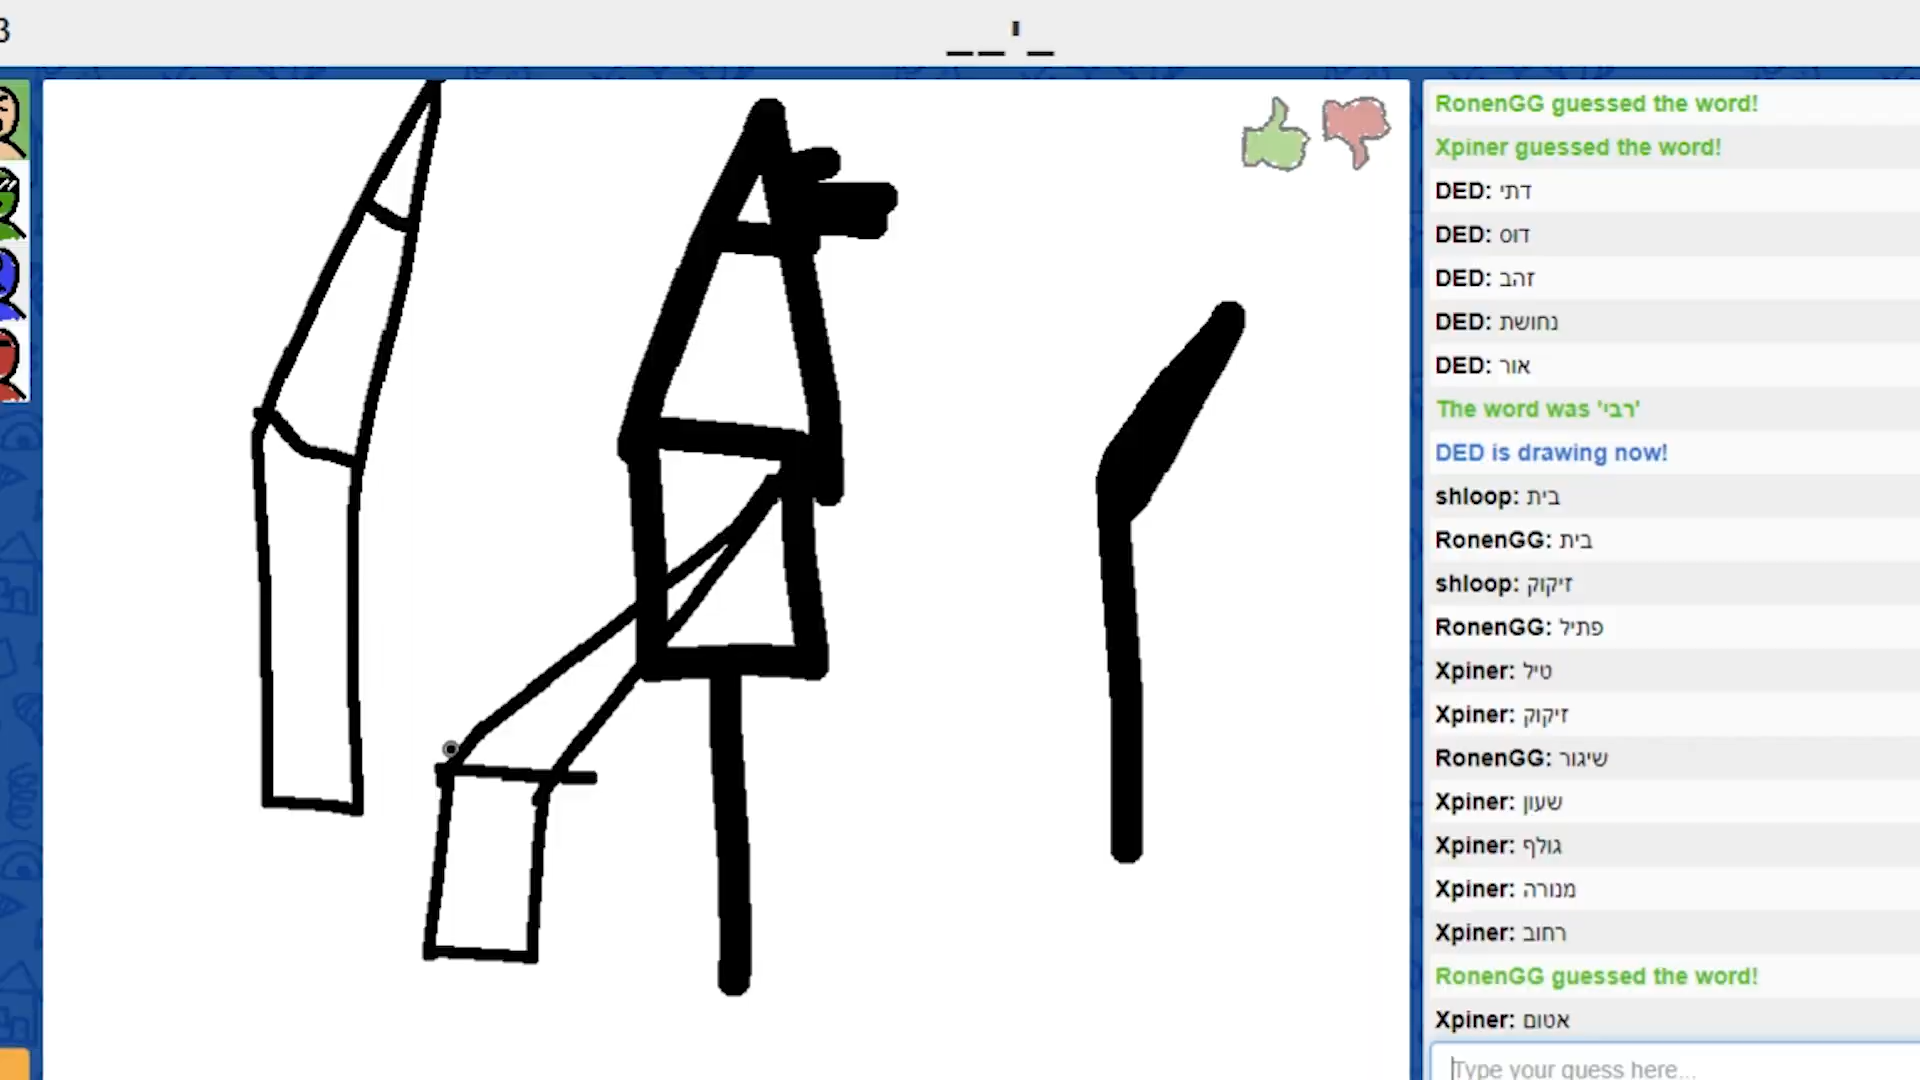 3
_ _ ' _
RonenGG guessed the word!
Xpiner guessed the word!
DED: דתי
DED: דוס
DED: זהב
DED: נחושת
DED: אור
The word was 'רבי'
DED is drawing now!
shloop: בית
RonenGG: בית
shloop: זיקוק
RonenGG: פתיל
Xpiner: טיל
Xpiner: זיקוק
RonenGG: שיגור
Xpiner: שעון
Xpiner: גולף
Xpiner: מנורה
Xpiner: רחוב
RonenGG guessed the word!
Xpiner: אטום
Type your guess here...